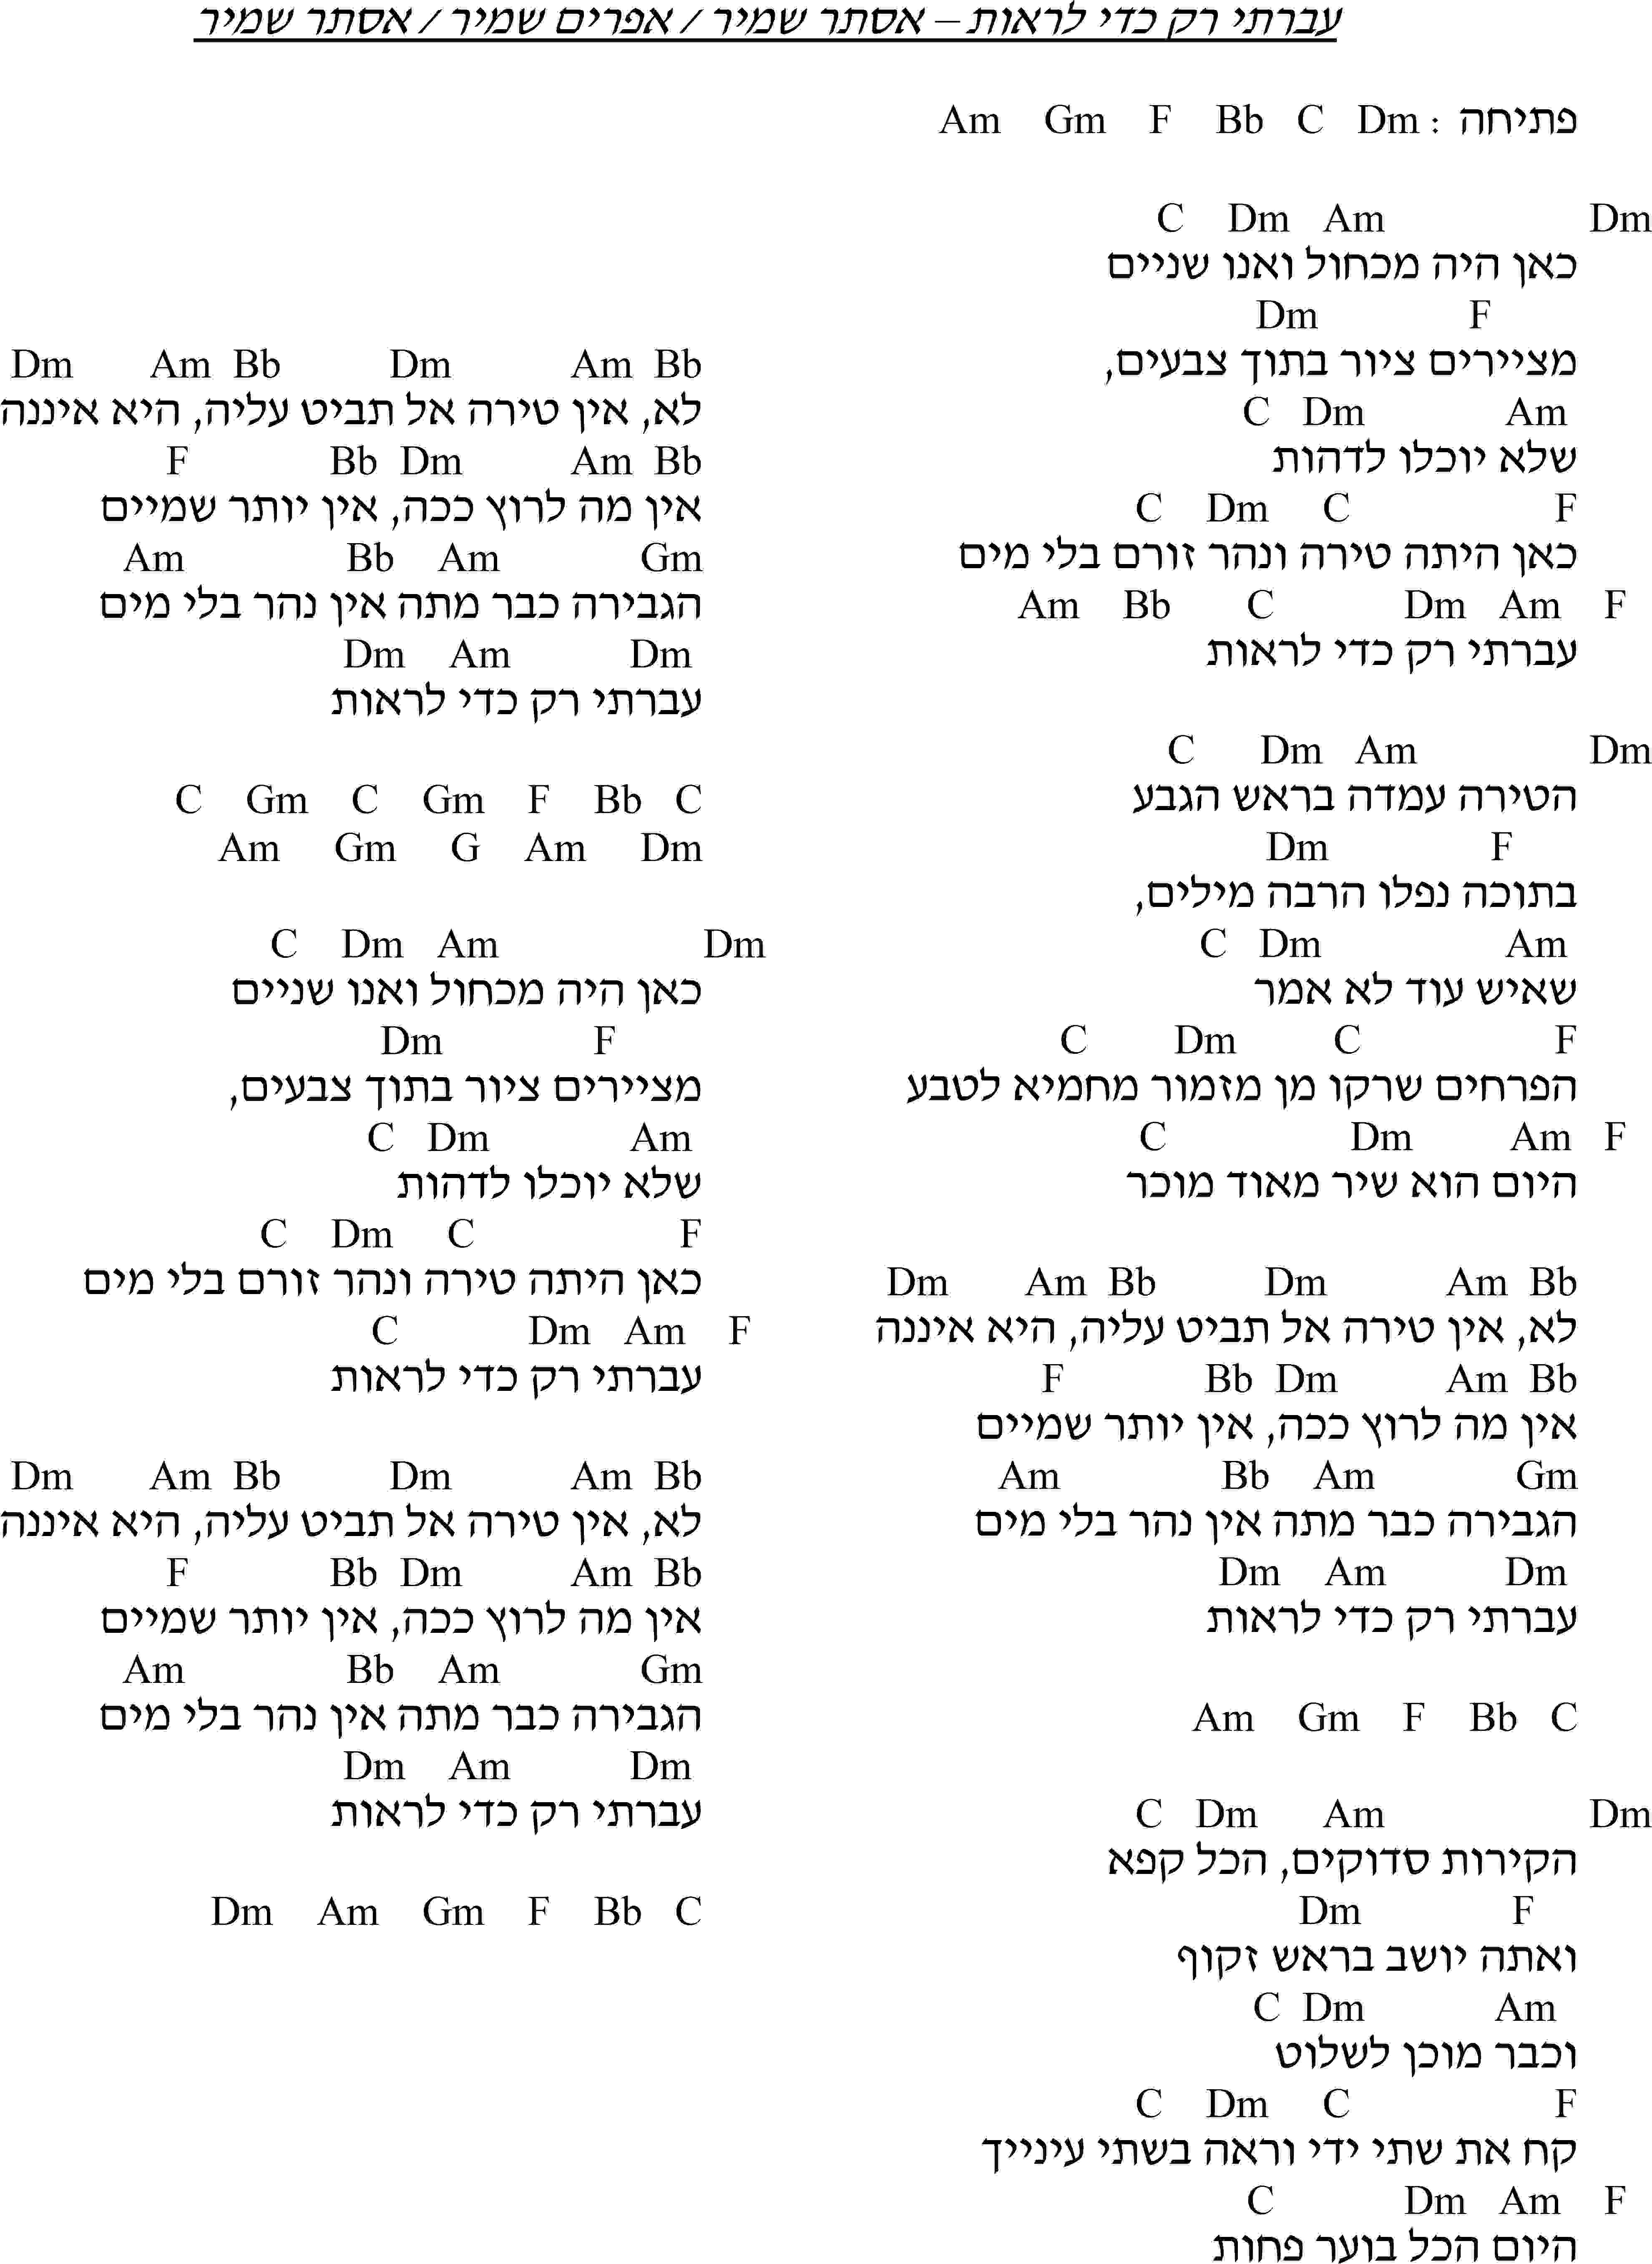 עברתי רק כדי לראות – אסתר שמיר / אפרים שמיר / אסתר שמיר
פתיחה : Am Gm F Bb C Dm
C Dm Am Dm
כאן היה מכחול ואנו שניים
Dm F
מציירים ציור בתוך צבעים,
C Dm Am
שלא יוכלו לדהות
C Dm C F
כאן היתה טירה ונהר זורם בלי מים
Am Bb C Dm Am F
עברתי רק כדי לראות
C Dm Am Dm
הטירה עמדה בראש הגבע
Dm F
בתוכה נפלו הרבה מילים,
C Dm Am
שאיש עוד לא אמר
C Dm C F
הפרחים שרקו מן מזמור מחמיא לטבע
C Dm Am F
היום הוא שיר מאוד מוכר
Dm Am Bb Dm Am Bb
לא, אין טירה אל תביט עליה, היא איננה
F Bb Dm Am Bb
אין מה לרוץ ככה, אין יותר שמיים
Am Bb Am Gm
הגבירה כבר מתה אין נהר בלי מים
Dm Am Dm
עברתי רק כדי לראות
Am Gm F Bb C
C Dm Am Dm
הקירות סדוקים, הכל קפא
Dm F
ואתה יושב בראש זקוף
C Dm Am
וכבר מוכן לשלוט
C Dm C F
קח את שתי ידי וראה בשתי עינייך
C Dm Am F
היום הכל בוער פחות
Dm Am Bb Dm Am Bb
לא, אין טירה אל תביט עליה, היא איננה
F Bb Dm Am Bb
אין מה לרוץ ככה, אין יותר שמיים
Am Bb Am Gm
הגבירה כבר מתה אין נהר בלי מים
Dm Am Dm
עברתי רק כדי לראות
C Gm C Gm F Bb C
Am Gm G Am Dm
C Dm Am Dm
כאן היה מכחול ואנו שניים
Dm F
מציירים ציור בתוך צבעים,
C Dm Am
שלא יוכלו לדהות
C Dm C F
כאן היתה טירה ונהר זורם בלי מים
C Dm Am F
עברתי רק כדי לראות
Dm Am Bb Dm Am Bb
לא, אין טירה אל תביט עליה, היא איננה
F Bb Dm Am Bb
אין מה לרוץ ככה, אין יותר שמיים
Am Bb Am Gm
הגבירה כבר מתה אין נהר בלי מים
Dm Am Dm
עברתי רק כדי לראות
Dm Am Gm F Bb C